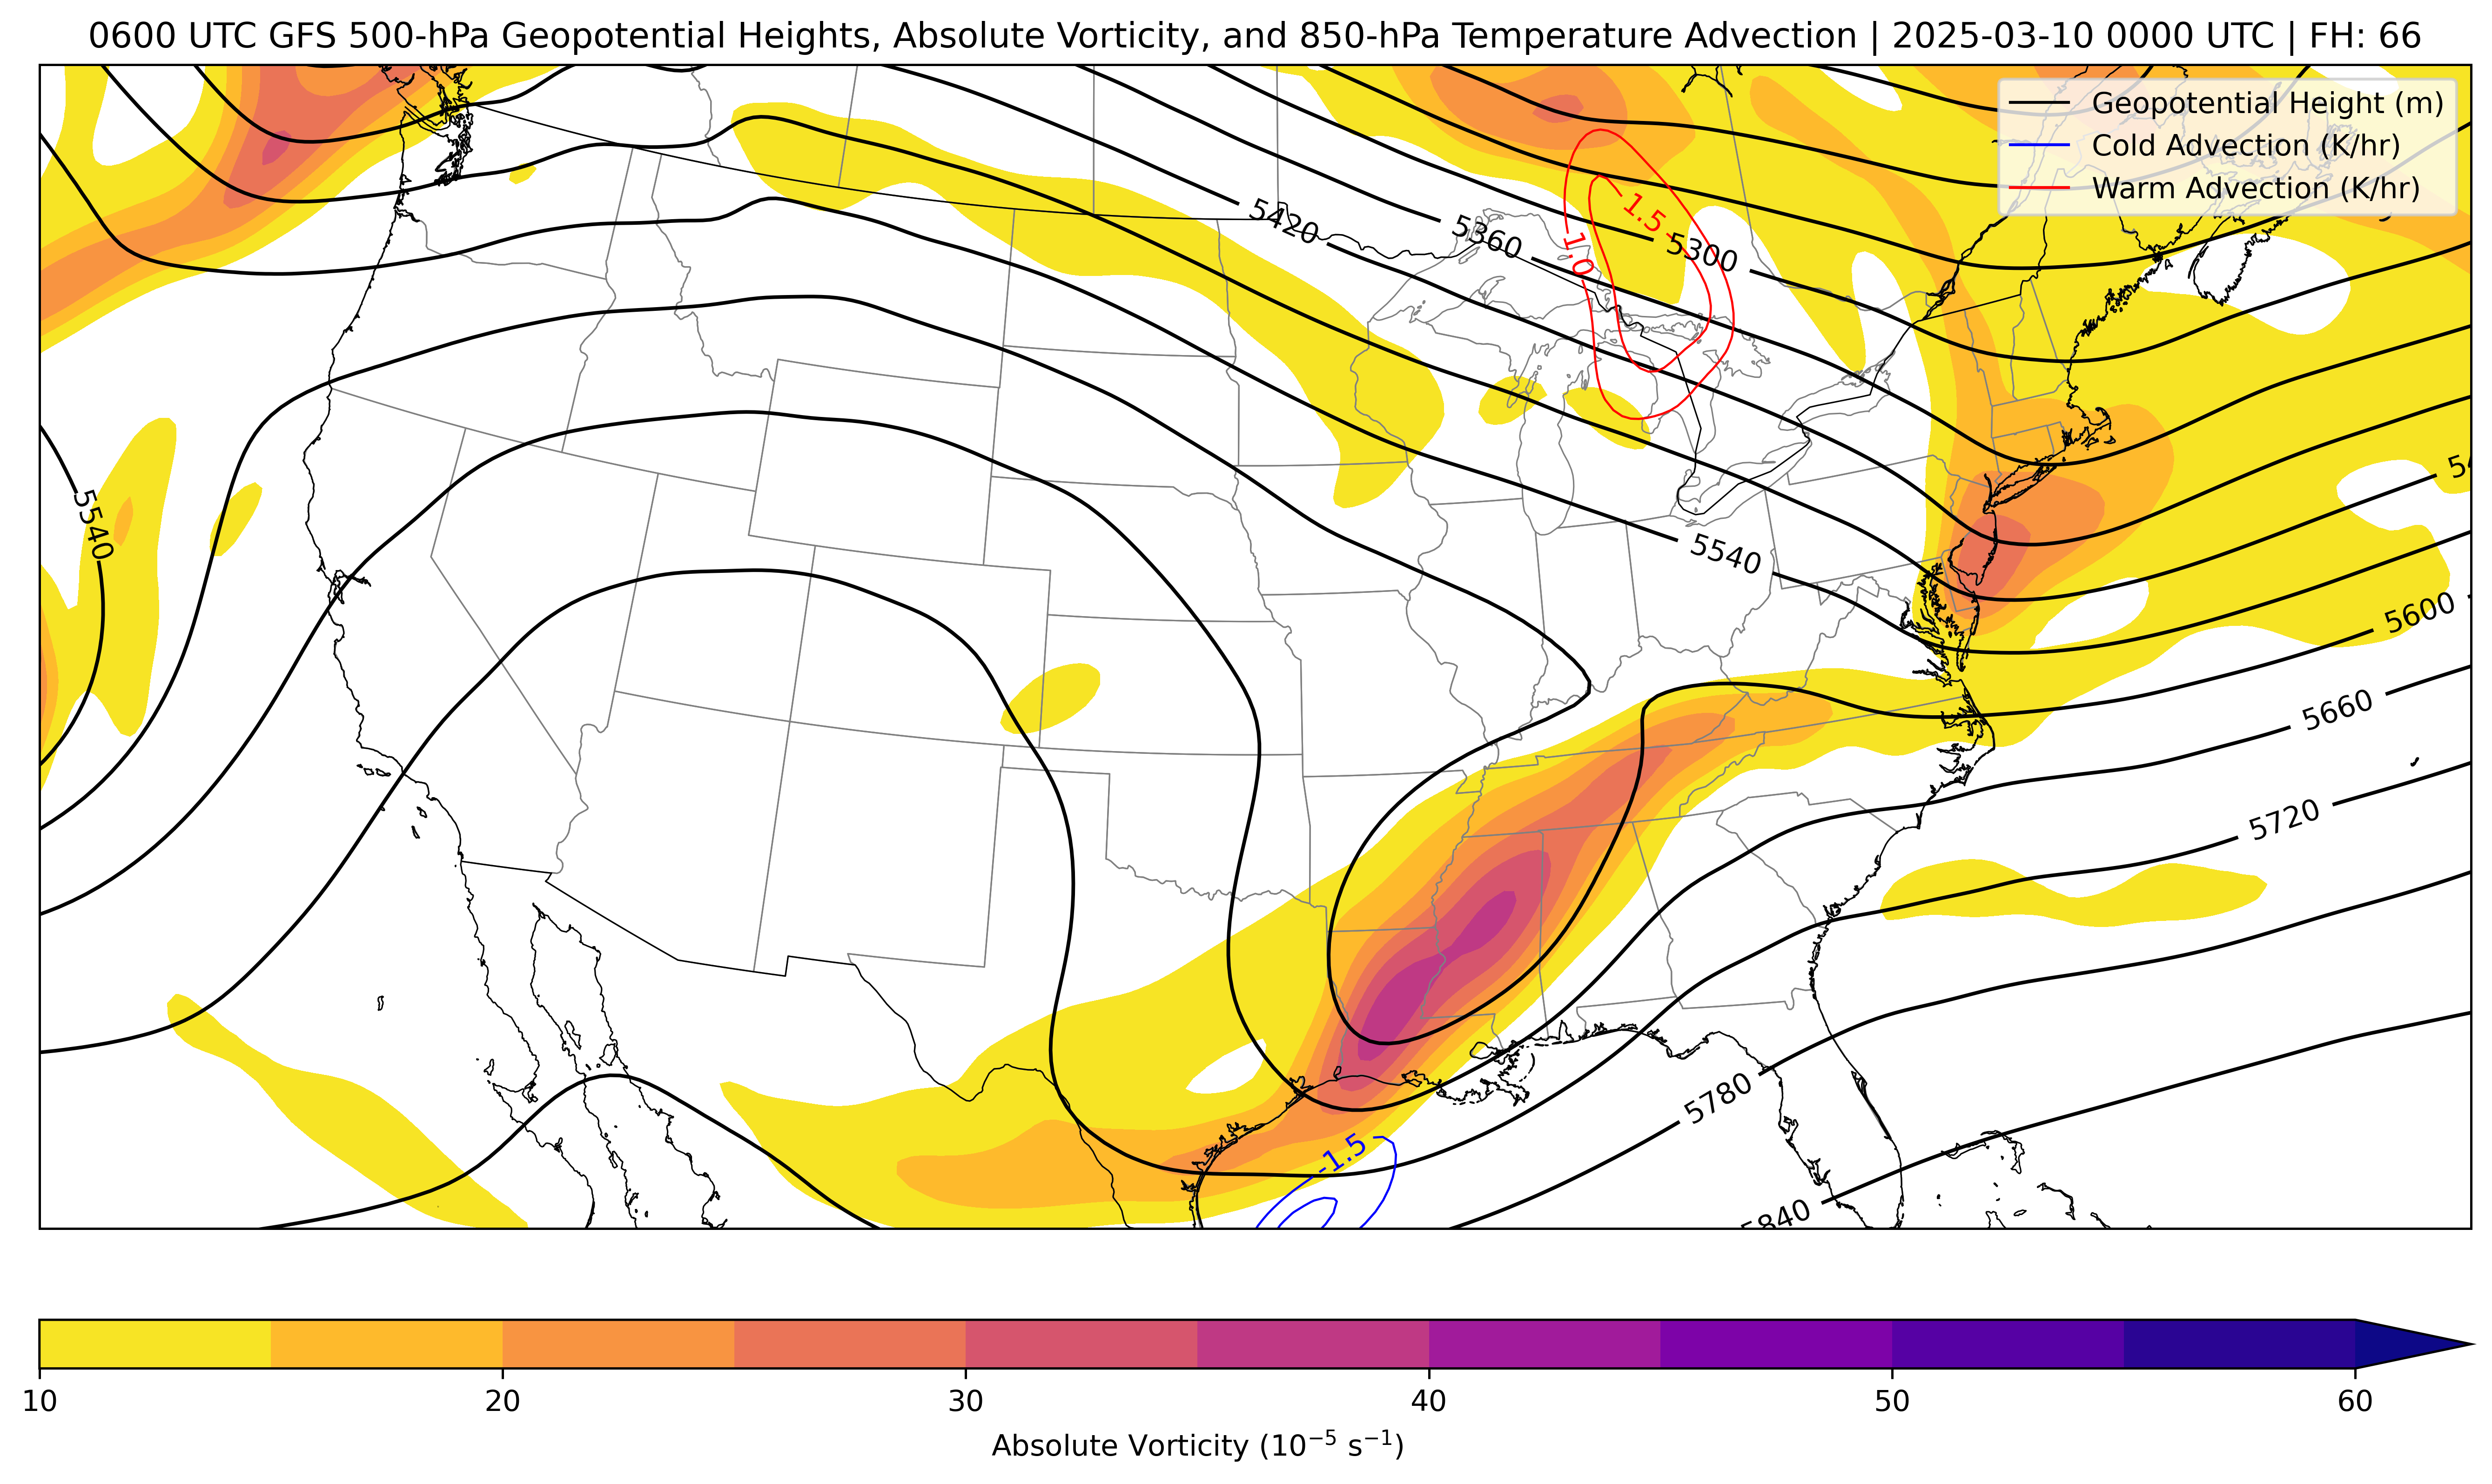 0600 UTC GFS 500-hPa Geopotential Heights, Absolute Vorticity, and 850-hPa Temperature Advection | 2025-03-10 0000 UTC | FH: 66
Geopotential Height (m)
Cold Advection (K/hr)
Warm Advection (K/hr)
5420
5360
1.5
1.0
5300
5540
5540
5600
5660
5720
5780
-1.5
5840
10 20 30 40 50 60
Absolute Vorticity (10⁻⁵ s⁻¹)